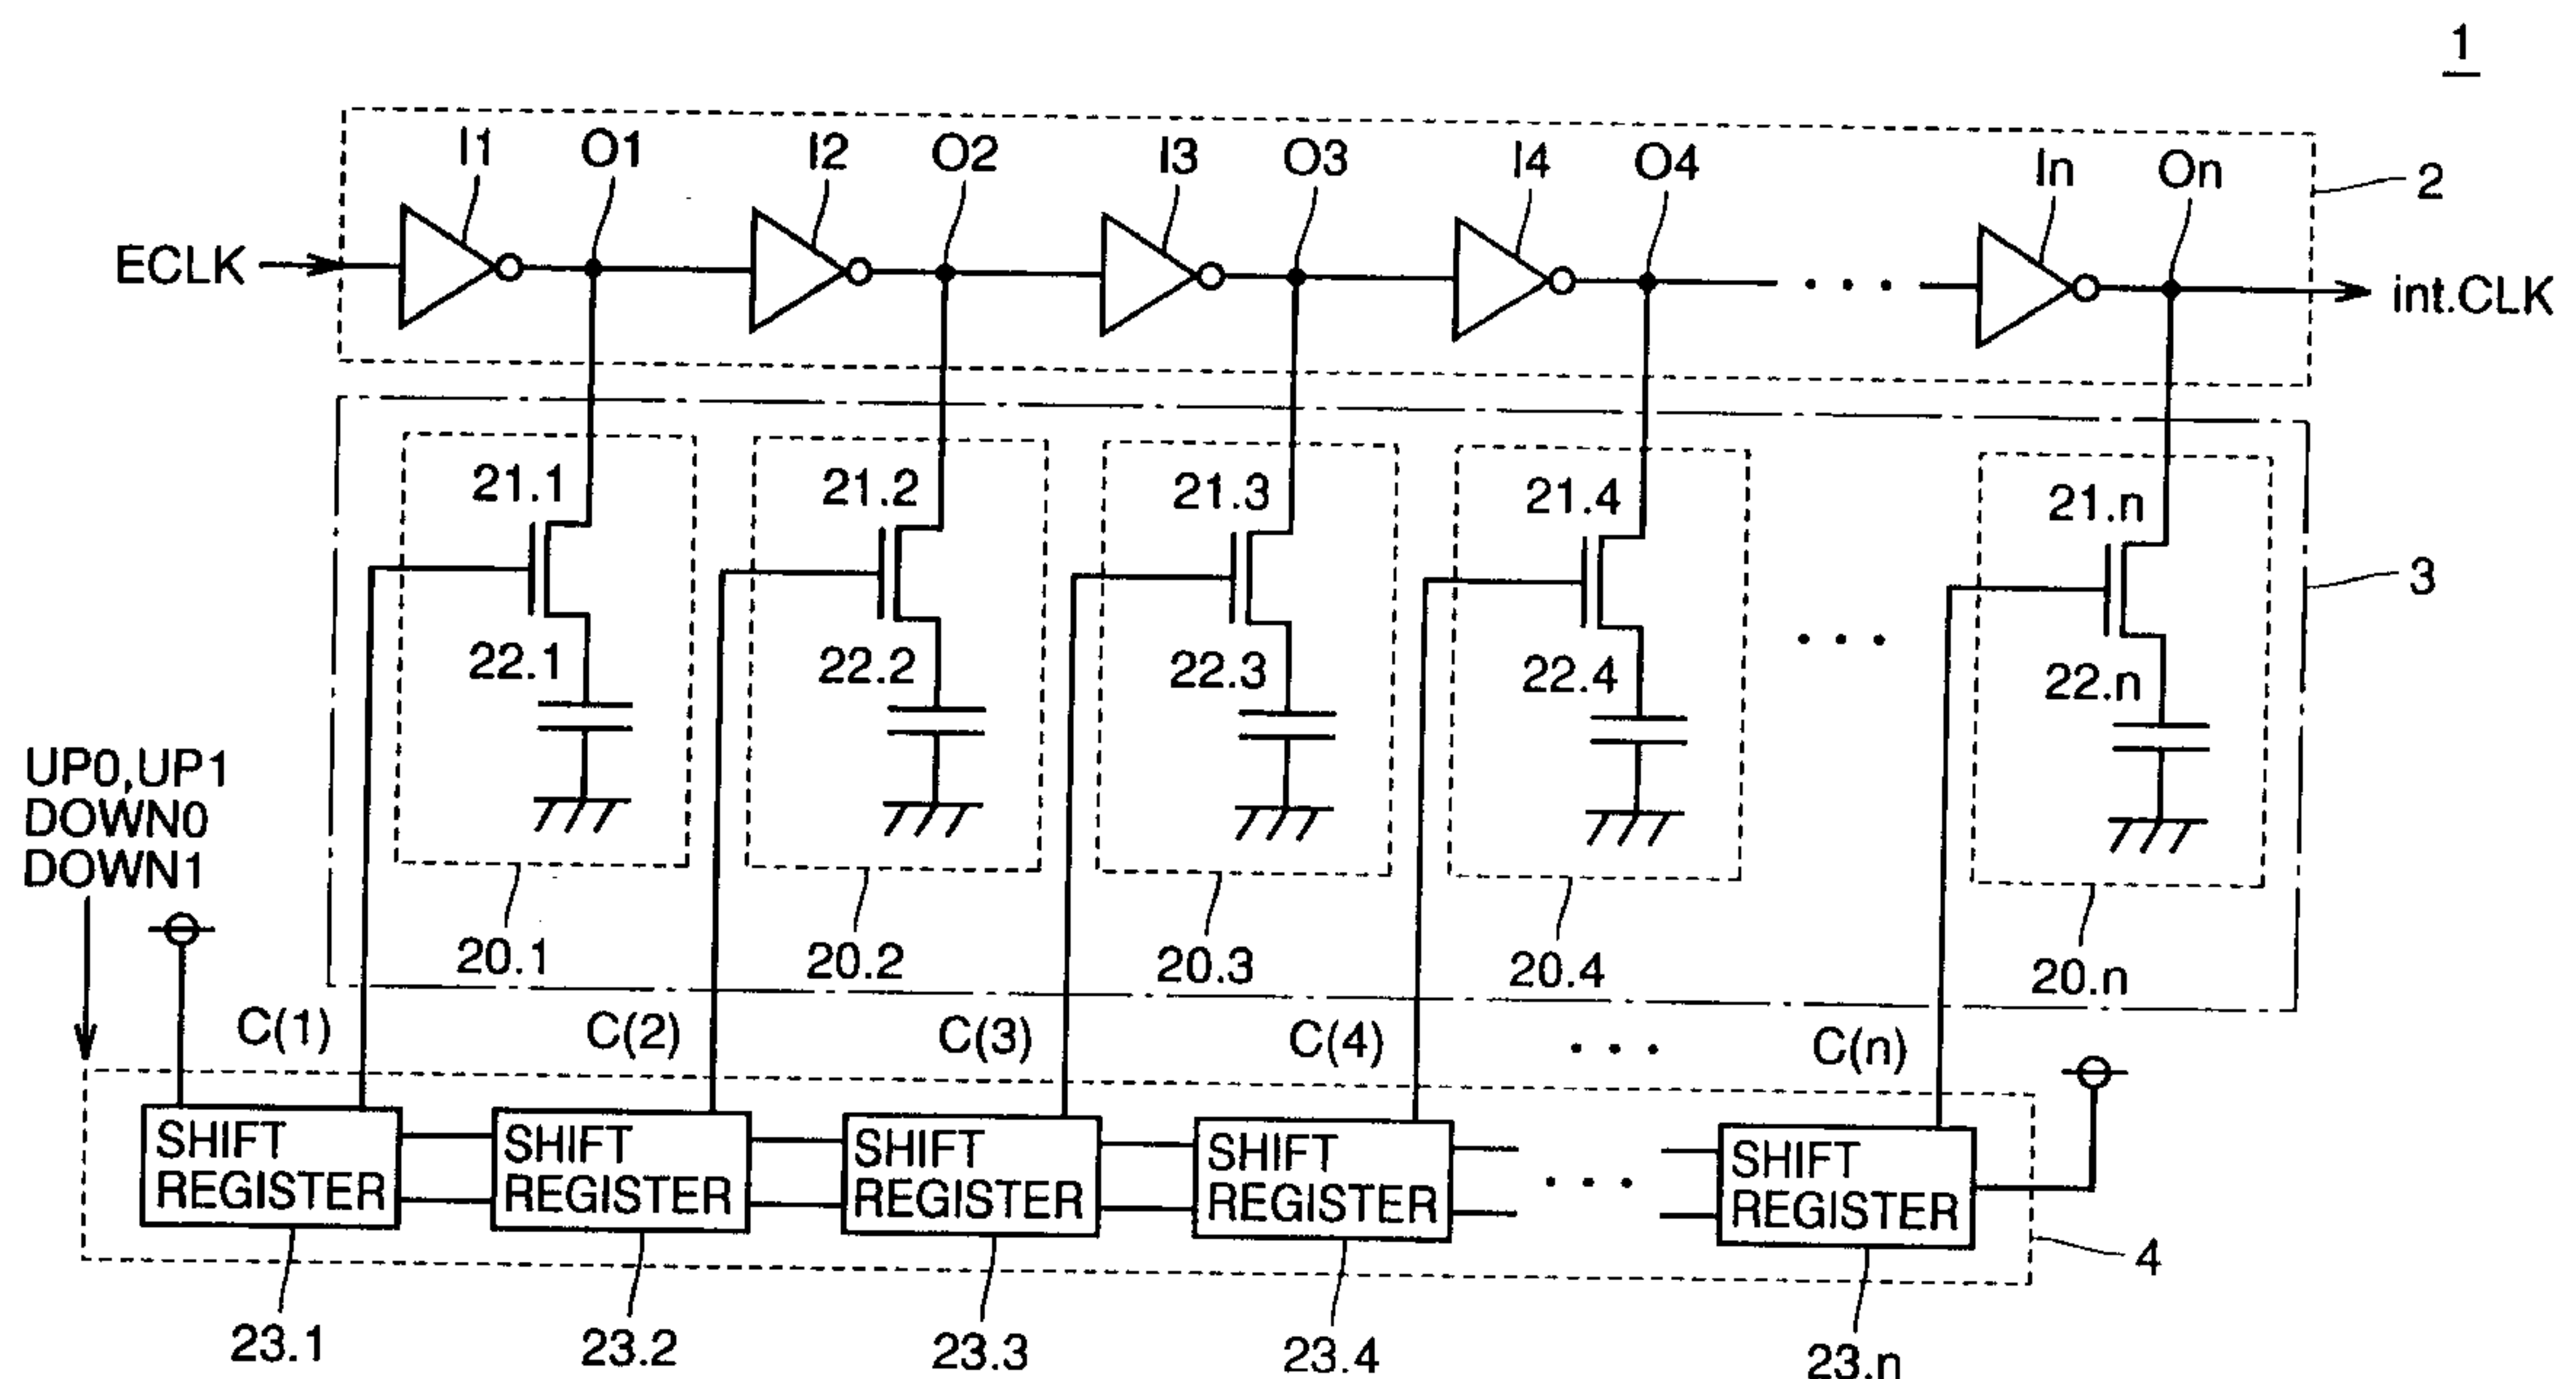 1
I1 O1 I2 O2 I3 O3 I4 O4 In On
2
ECLK
int.CLK
. . .
21.1 21.2 21.3 21.4 21.n
3
22.1 22.2 22.3 22.4 22.n
. . .
UP0,UP1
DOWN0
DOWN1
20.1 20.2 20.3 20.4 20.n
C(1) C(2) C(3) C(4) . . . C(n)
SHIFT
REGISTER
SHIFT
REGISTER
SHIFT
REGISTER
SHIFT
REGISTER
. . .
SHIFT
REGISTER
4
23.1 23.2 23.3 23.4 23.n